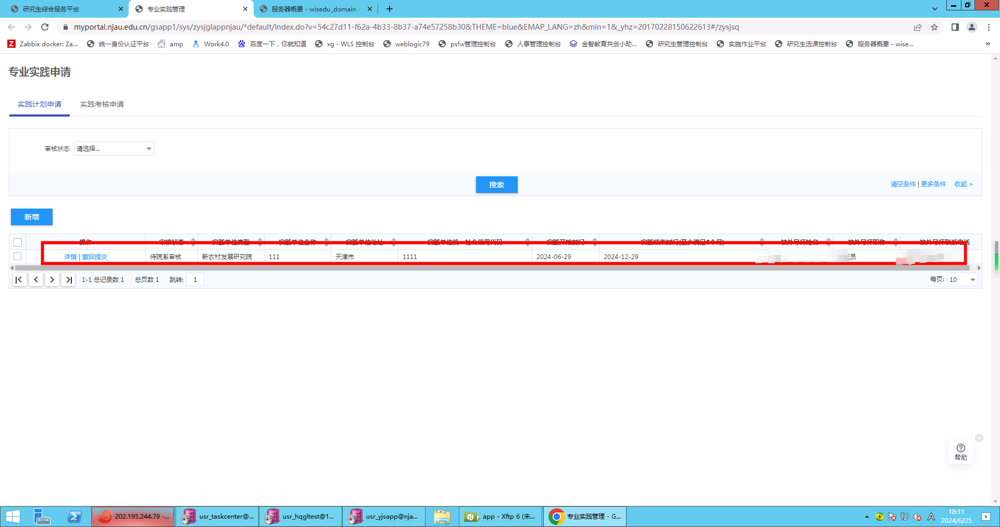 研究生综合服务平台
专业实践管理
服务器概要 - wisedu_domain -
myportal.njau.edu.cn/gsapp1/sys/zysjglappnjau/*default/index.do?v=54c27d11-f62a-4b33-8b37-a74e57258b30&THEME=blue&EMAP_LANG=zh&min=1&_yhz=20170228150622613#/zysjsq
Zabbix docker: Za...
统一身份认证平台
amp
Work4.0
百度一下，你就知道
xg - WLS 控制台
weblogic79
psfw管理控制台
人事管理控制台
金智教育共创小助...
研究生管理控制台
实施作业平台
研究生选课控制台
服务器概要 - wise...
专业实践申请
实践计划申请
实践考核申请
审核状态
请选择...
搜索
清空条件 | 更多条件 收起 >
新增
操作 审核状态 实践单位类型 实践单位全称 实践单位地址 实践单位统一社会信用代码 实践开始时间 实践结束时间(至少满足6个月) 校外导师姓名 校外导师职称 校外导师联系电话
详情 | 撤回提交 待院系审核 新农村发展研究院 111 天津市 1111 2024-06-29 2024-12-29 员
1-1 总记录数 1 总页数 1 跳转: 1
每页: 10
帮助
202.195.244.79 -...
usr_taskcenter@...
usr_hqgltest@1...
usr_yjsapp@nja...
app - Xftp 6 (未...
专业实践管理 - G...
18:11
2024/6/25